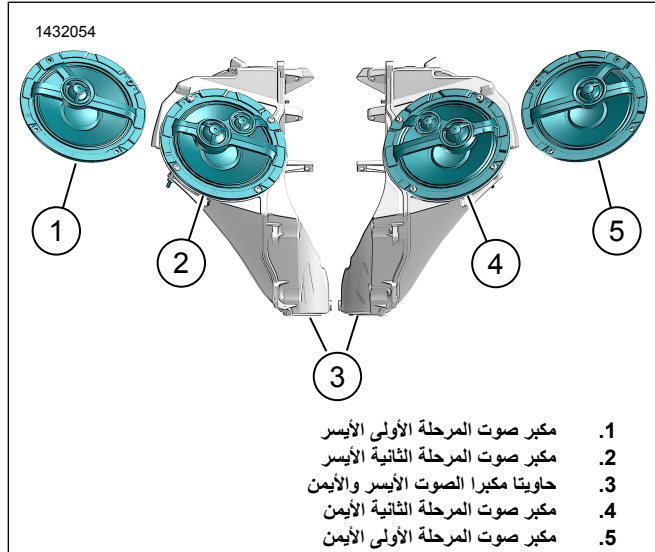 1432054
1
2
3
4
5
1. مكبر صوت المرحلة الأولى الأيسر
2. مكبر صوت المرحلة الثانية الأيسر
3. حاويتا مكبرا الصوت الأيسر والأيمن
4. مكبر صوت المرحلة الثانية الأيمن
5. مكبر صوت المرحلة الأولى الأيمن